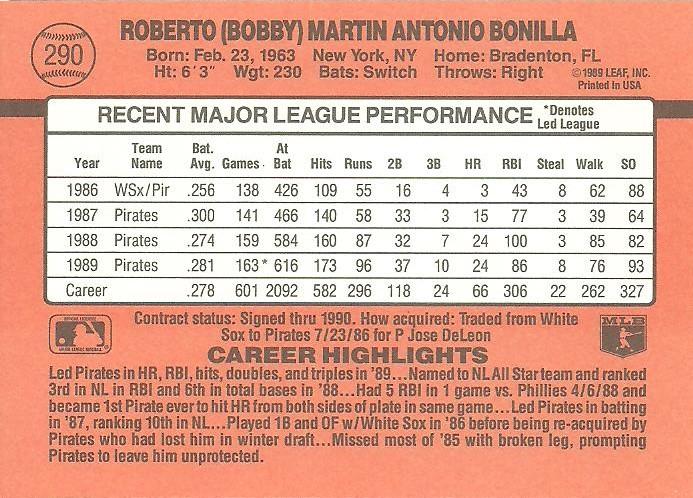 290
ROBERTO (BOBBY) MARTIN ANTONIO BONILLA
Born: Feb. 23, 1963 New York, NY Home: Bradenton, FL
Ht: 6'3" Wgt: 230 Bats: Switch Throws: Right
©1989 LEAF, INC.
Printed in USA
RECENT MAJOR LEAGUE PERFORMANCE *Denotes Led League
Year Team Name Bat. Avg. Games At Bat Hits Runs 2B 3B HR RBI Steal Walk SO
1986 WSx/Pir .256 138 426 109 55 16 4 3 43 8 62 88
1987 Pirates .300 141 466 140 58 33 3 15 77 3 39 64
1988 Pirates .274 159 584 160 87 32 7 24 100 3 85 82
1989 Pirates .281 163* 616 173 96 37 10 24 86 8 76 93
Career .278 601 2092 582 296 118 24 66 306 22 262 327
Contract status: Signed thru 1990. How acquired: Traded from White
Sox to Pirates 7/23/86 for P Jose DeLeon
MLB
CAREER HIGHLIGHTS
Led Pirates in HR, RBI, hits, doubles, and triples in '89...Named to NL All Star team and ranked
3rd in NL in RBI and 6th in total bases in '88...Had 5 RBI in 1 game vs. Phillies 4/6/88 and
became 1st Pirate ever to hit HR from both sides of plate in same game...Led Pirates in batting
in '87, ranking 10th in NL...Played 1B and OF w/White Sox in '86 before being re-acquired by
Pirates who had lost him in winter draft...Missed most of '85 with broken leg, prompting
Pirates to leave him unprotected.